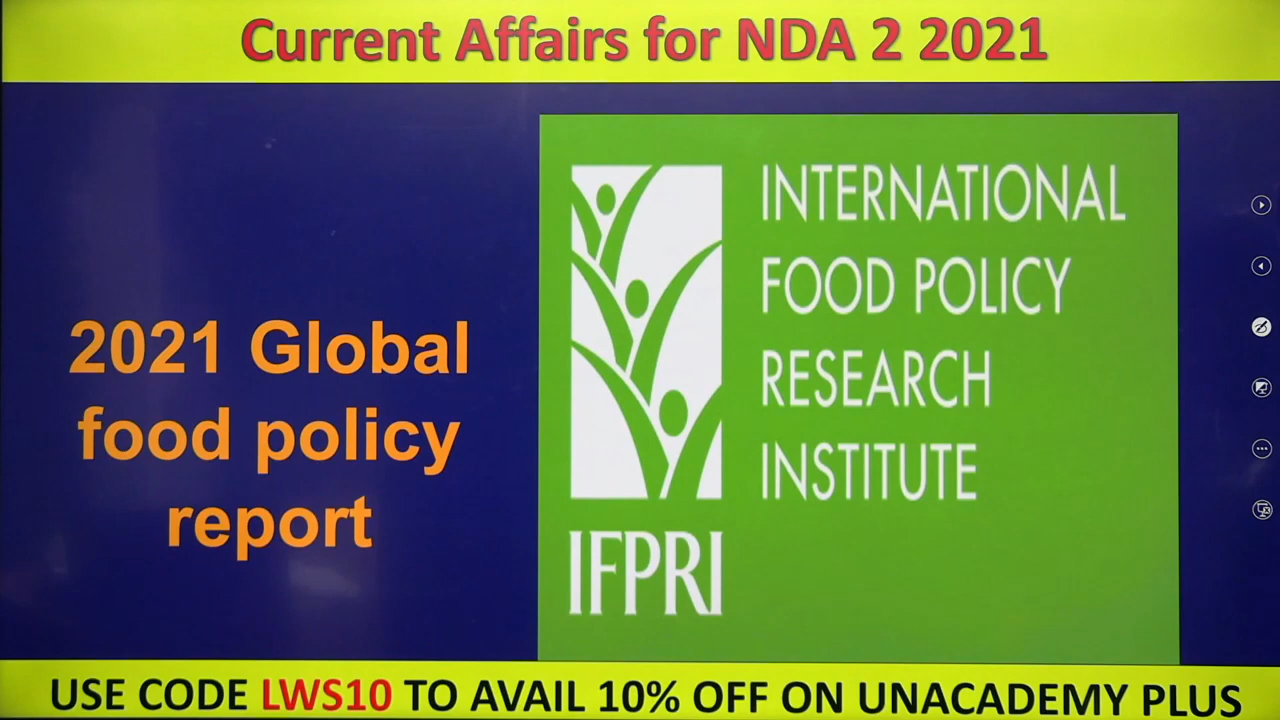 Current Affairs for NDA 2 2021
2021 Global
food policy
report
INTERNATIONAL
FOOD POLICY
RESEARCH
INSTITUTE
IFPRI
USE CODE LWS10 TO AVAIL 10% OFF ON UNACADEMY PLUS